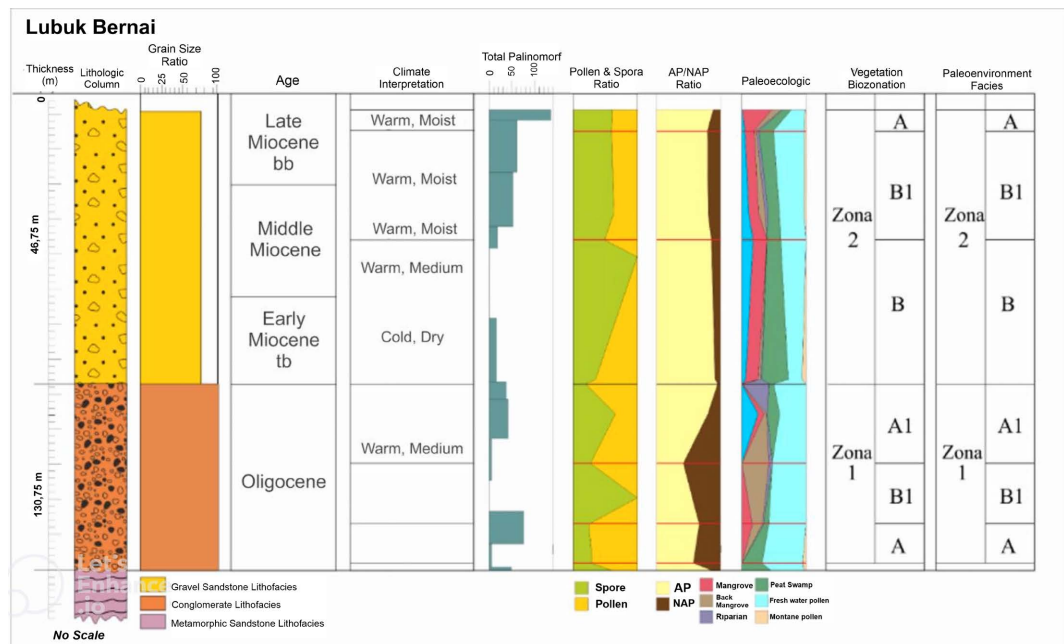 Lubuk Bernai
Thickness
(m)
Lithologic
Column
Grain Size
Ratio
0
25
50
100
Age
Climate
Interpretation
Total Palinomorf
0
50
100
Pollen & Spora
Ratio
AP/NAP
Ratio
Paleoecologic
Vegetation
Biozonation
Paleoenvironment
Facies
0
46,75 m
130,75 m
Late
Miocene
bb
Middle
Miocene
Early
Miocene
tb
Oligocene
Warm, Moist
Warm, Moist
Warm, Moist
Warm, Medium
Cold, Dry
Warm, Medium
Zona
2
A
B1
B
Zona
1
A1
B1
A
Zona
2
A
B1
B
Zona
1
A1
B1
A
Let's
Enhance
.io
Gravel Sandstone Lithofacies
Conglomerate Lithofacies
Metamorphic Sandstone Lithofacies
No Scale
Spore
Pollen
AP
NAP
Mangrove
Back
Mangrove
Riparian
Peat Swamp
Fresh water pollen
Montane pollen